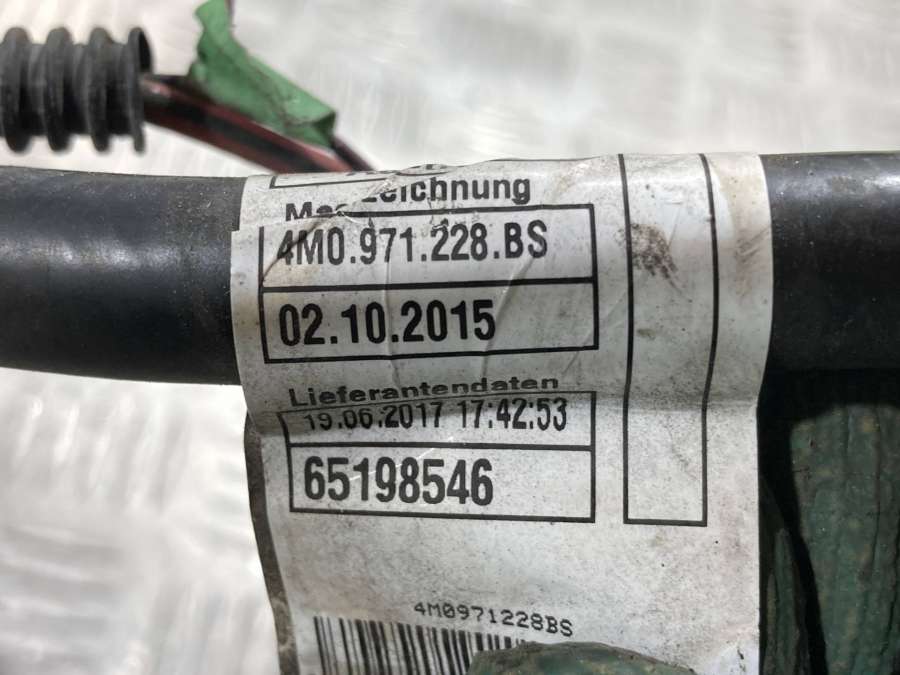 zeichnung
4M0.971.228.BS
02.10.2015
Lieferantendaten
19.06.2017 17:42:53
65198546
4M0971228BS